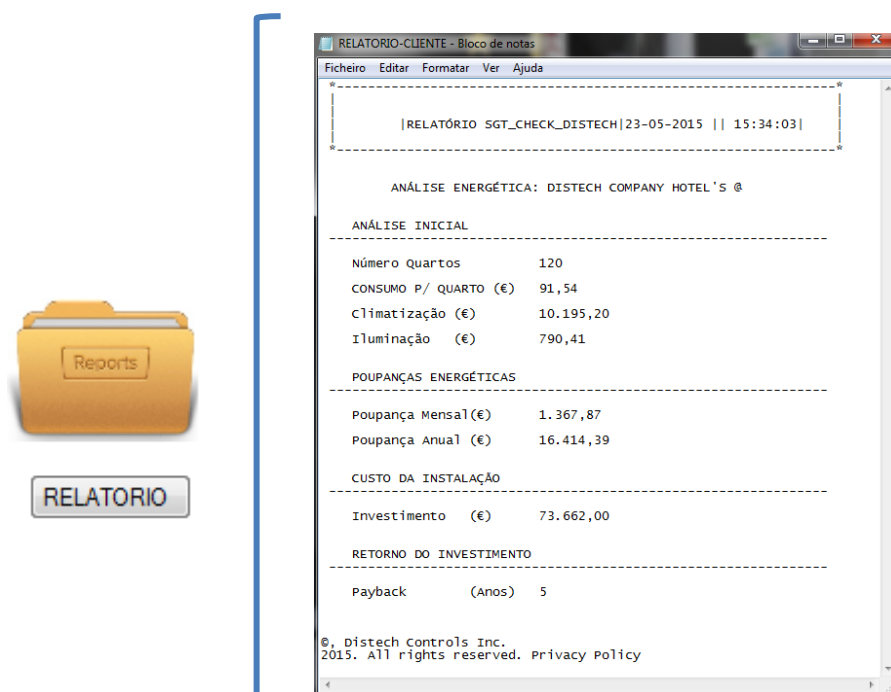 Reports
RELATORIO
RELATORIO-CLIENTE - Bloco de notas
Ficheiro Editar Formatar Ver Ajuda
*---------------------------------------------------------------*
|RELATÓRIO SGT_CHECK_DISTECH|23-05-2015 || 15:34:03|
*---------------------------------------------------------------*
ANÁLISE ENERGÉTICA: DISTECH COMPANY HOTEL'S @
ANÁLISE INICIAL
---------------------------------------------------------------
Número Quartos 120
CONSUMO P/ QUARTO (€) 91,54
Climatização (€) 10.195,20
Iluminação (€) 790,41
POUPANÇAS ENERGÉTICAS
---------------------------------------------------------------
Poupança Mensal(€) 1.367,87
Poupança Anual (€) 16.414,39
CUSTO DA INSTALAÇÃO
---------------------------------------------------------------
Investimento (€) 73.662,00
RETORNO DO INVESTIMENTO
---------------------------------------------------------------
Payback (Anos) 5
©, Distech Controls Inc.
2015. All rights reserved. Privacy Policy